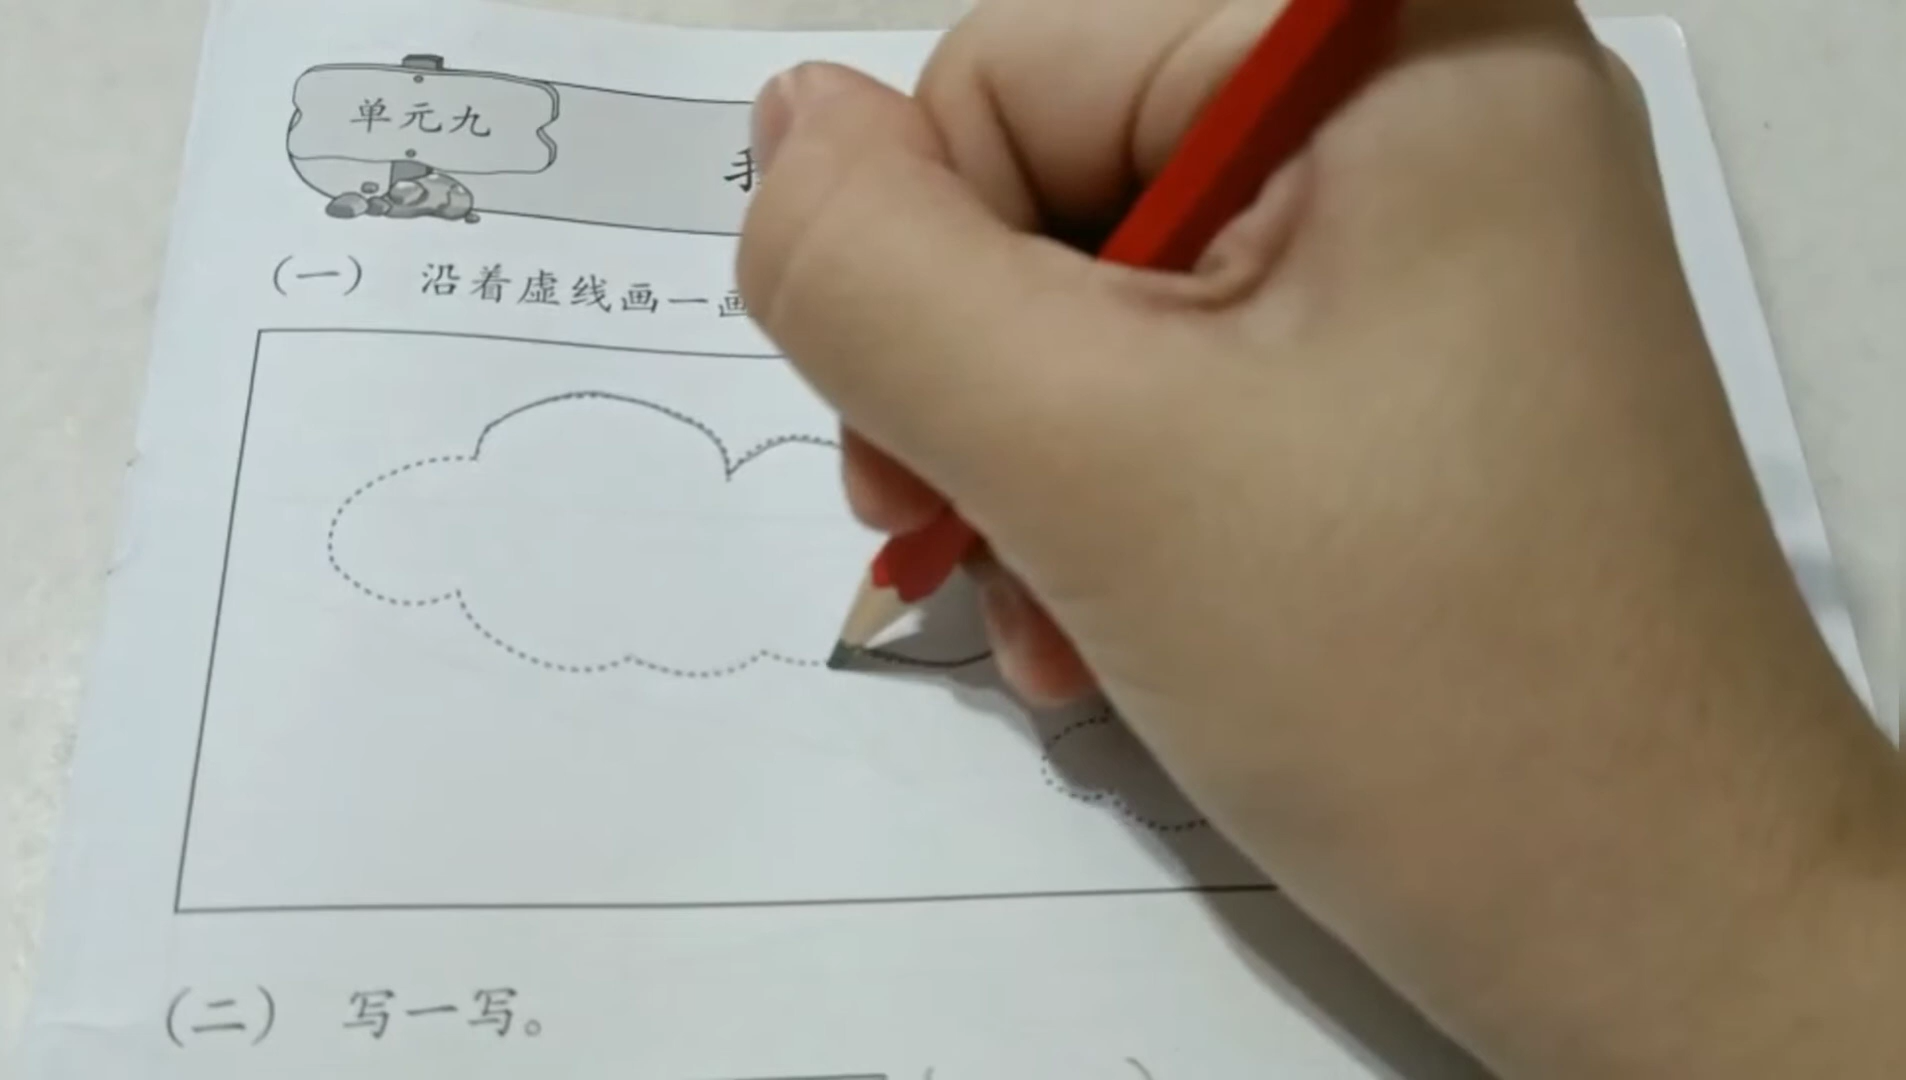 单元九
(一) 沿着虚线画一画
(二) 写一写。